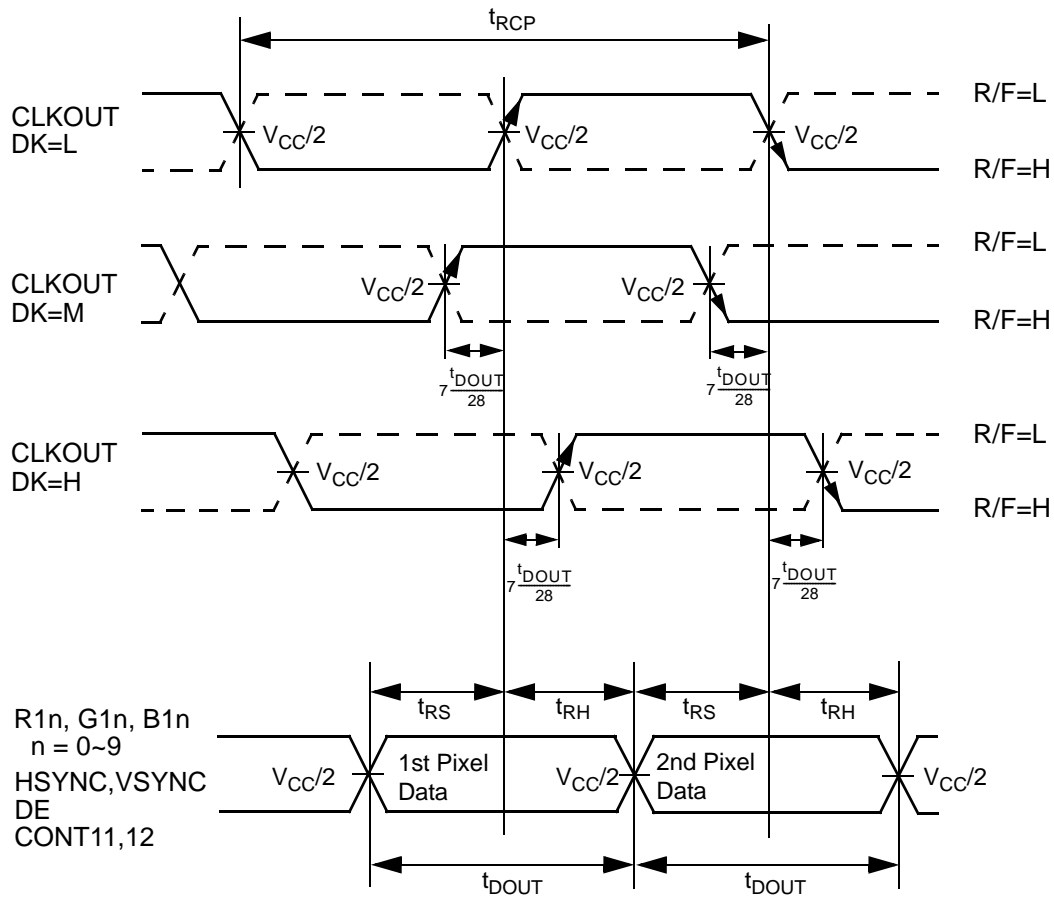 tRCP
CLKOUT
DK=L
VCC/2
VCC/2
VCC/2
R/F=L
R/F=H
CLKOUT
DK=M
VCC/2
VCC/2
R/F=L
R/F=H
7 tDOUT/28
7 tDOUT/28
CLKOUT
DK=H
VCC/2
VCC/2
VCC/2
R/F=L
R/F=H
7 tDOUT/28
7 tDOUT/28
tRS
tRH
tRS
tRH
R1n, G1n, B1n
n = 0~9
HSYNC,VSYNC
DE
CONT11,12
VCC/2
1st Pixel
Data
VCC/2
2nd Pixel
Data
VCC/2
tDOUT
tDOUT